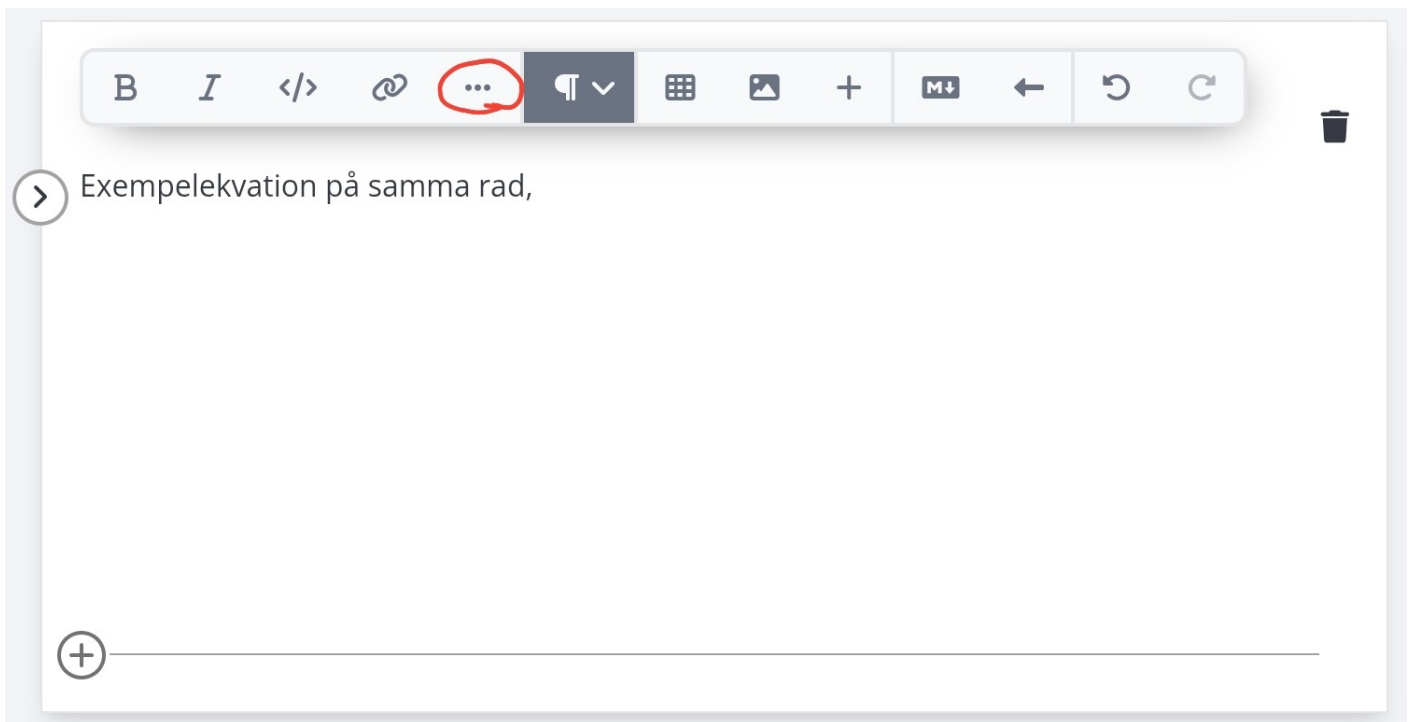 B I </> ... ¶ + M↓
Exempelekvation på samma rad,